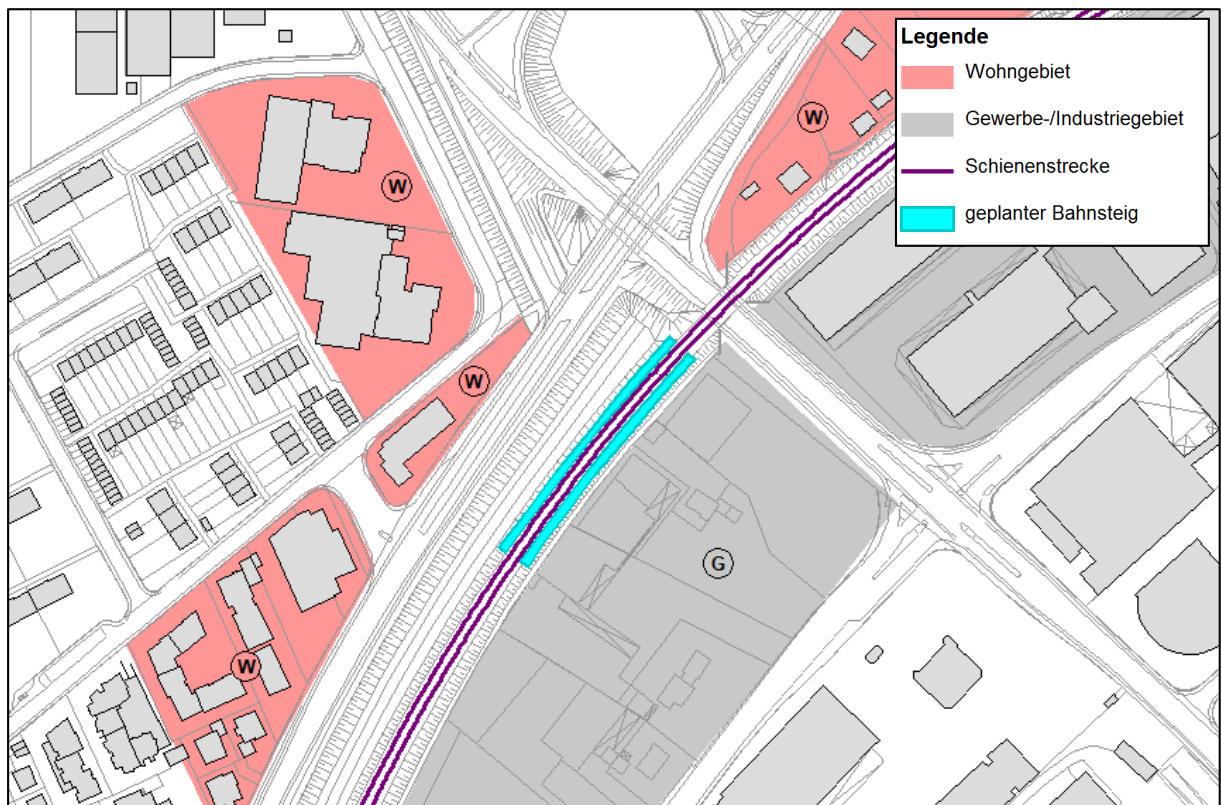 Legende
Wohngebiet
Gewerbe-/Industriegebiet
Schienenstrecke
geplanter Bahnsteig
W
W
W
W
G